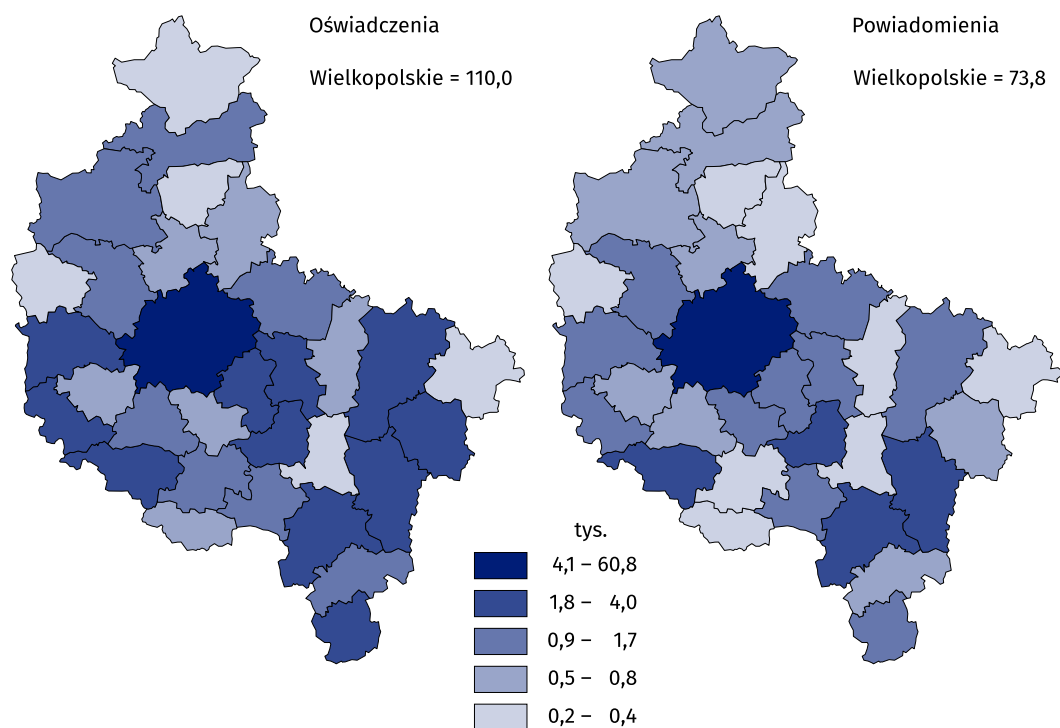 Oświadczenia
Wielkopolskie = 110,0
Powiadomienia
Wielkopolskie = 73,8
tys.
4,1 – 60,8
1,8 – 4,0
0,9 – 1,7
0,5 – 0,8
0,2 – 0,4